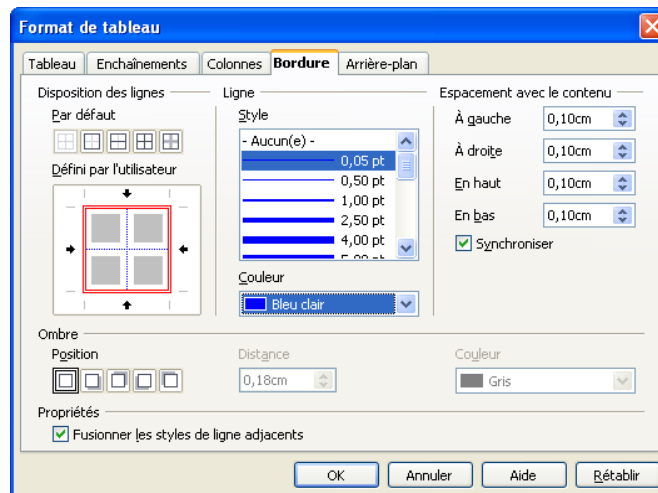 Format de tableau
Tableau
Enchaînements
Colonnes
Bordure
Arrière-plan
Disposition des lignes
Par défaut
Défini par l'utilisateur
Ligne
Style
- Aucun(e) -
0,05 pt
0,50 pt
1,00 pt
2,50 pt
4,00 pt
Couleur
Bleu clair
Espacement avec le contenu
À gauche
0,10cm
À droite
0,10cm
En haut
0,10cm
En bas
0,10cm
Synchroniser
Ombre
Position
Distance
0,18cm
Couleur
Gris
Propriétés
Fusionner les styles de ligne adjacents
OK
Annuler
Aide
Rétablir